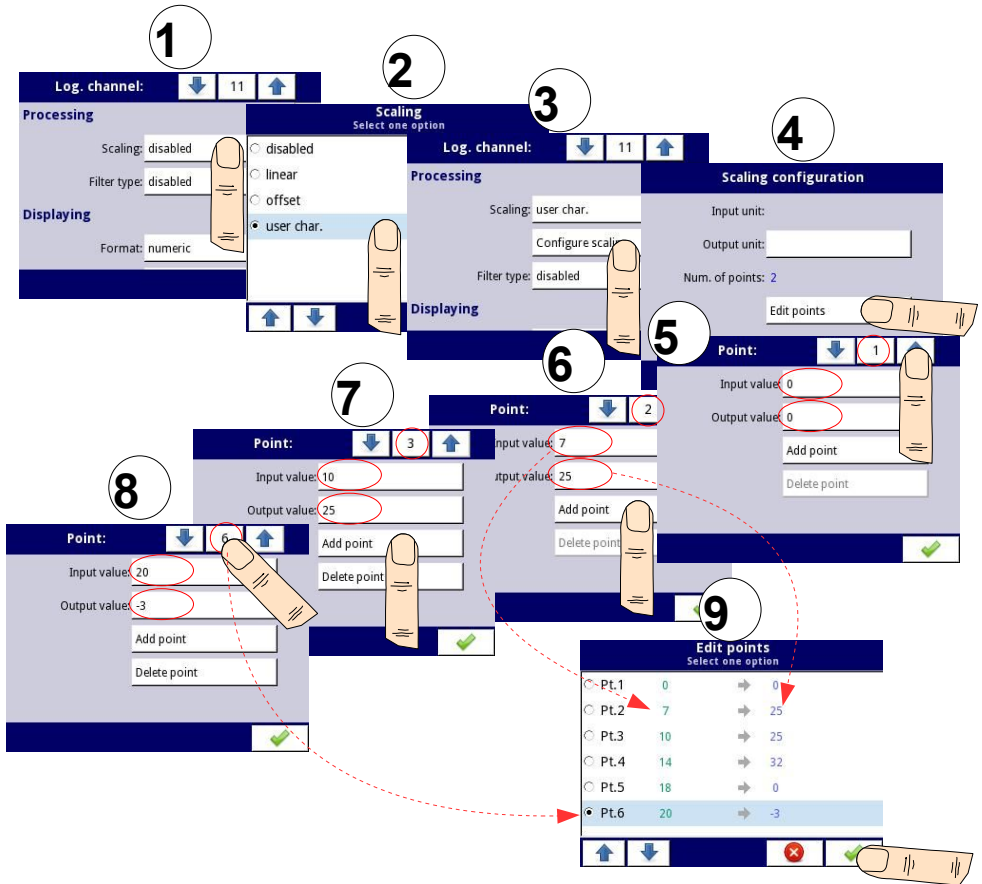 1
Log. channel: 11
Processing
Scaling: disabled
Filter type: disabled
Displaying
Format: numeric
2
Scaling
Select one option
disabled
linear
offset
user char.
3
Log. channel: 11
Processing
Scaling: user char.
Configure
Filter type: disabled
Displaying
4
Scaling configuration
Input unit:
Output unit:
Num. of points: 2
Edit points
5
Point: 1
Input value: 0
Output value: 0
Add point
Delete point
6
Point: 2
value: 7
value: 25
Add point
Delete point
7
Point: 3
Input value: 10
Output value: 25
Add point
Delete point
8
Point: 6
Input value: 20
Output value: -3
Add point
Delete point
9
Edit points
Select one option
Pt.1 0 0
Pt.2 7 25
Pt.3 10 25
Pt.4 14 32
Pt.5 18 0
Pt.6 20 -3